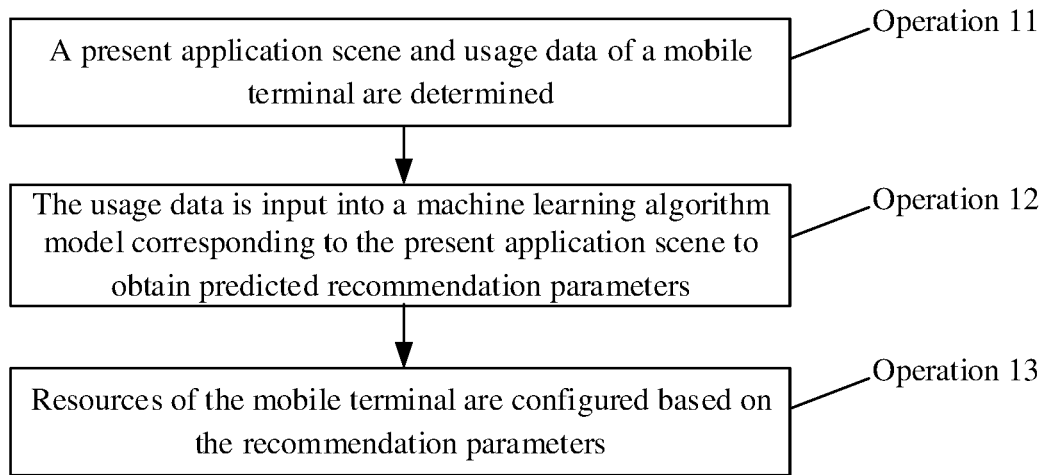 Operation 11
A present application scene and usage data of a mobile
terminal are determined
Operation 12
The usage data is input into a machine learning algorithm
model corresponding to the present application scene to
obtain predicted recommendation parameters
Operation 13
Resources of the mobile terminal are configured based on
the recommendation parameters